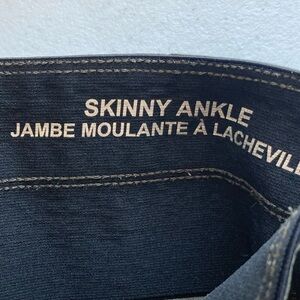 SKINNY ANKLE
JAMBE MOULANTE À LACHEVILL